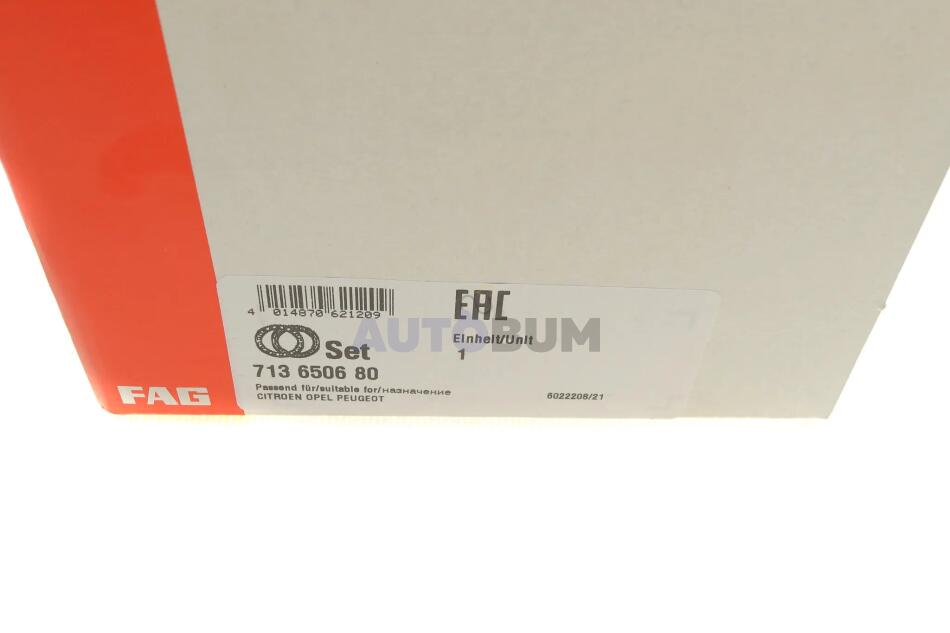 4 014870 621209
EAC
AUTOBUM
Set
Einheit/Unit
1
713 6506 80
Passend für/suitable for/назначение
CITROEN OPEL PEUGEOT
6022208/21
FAG